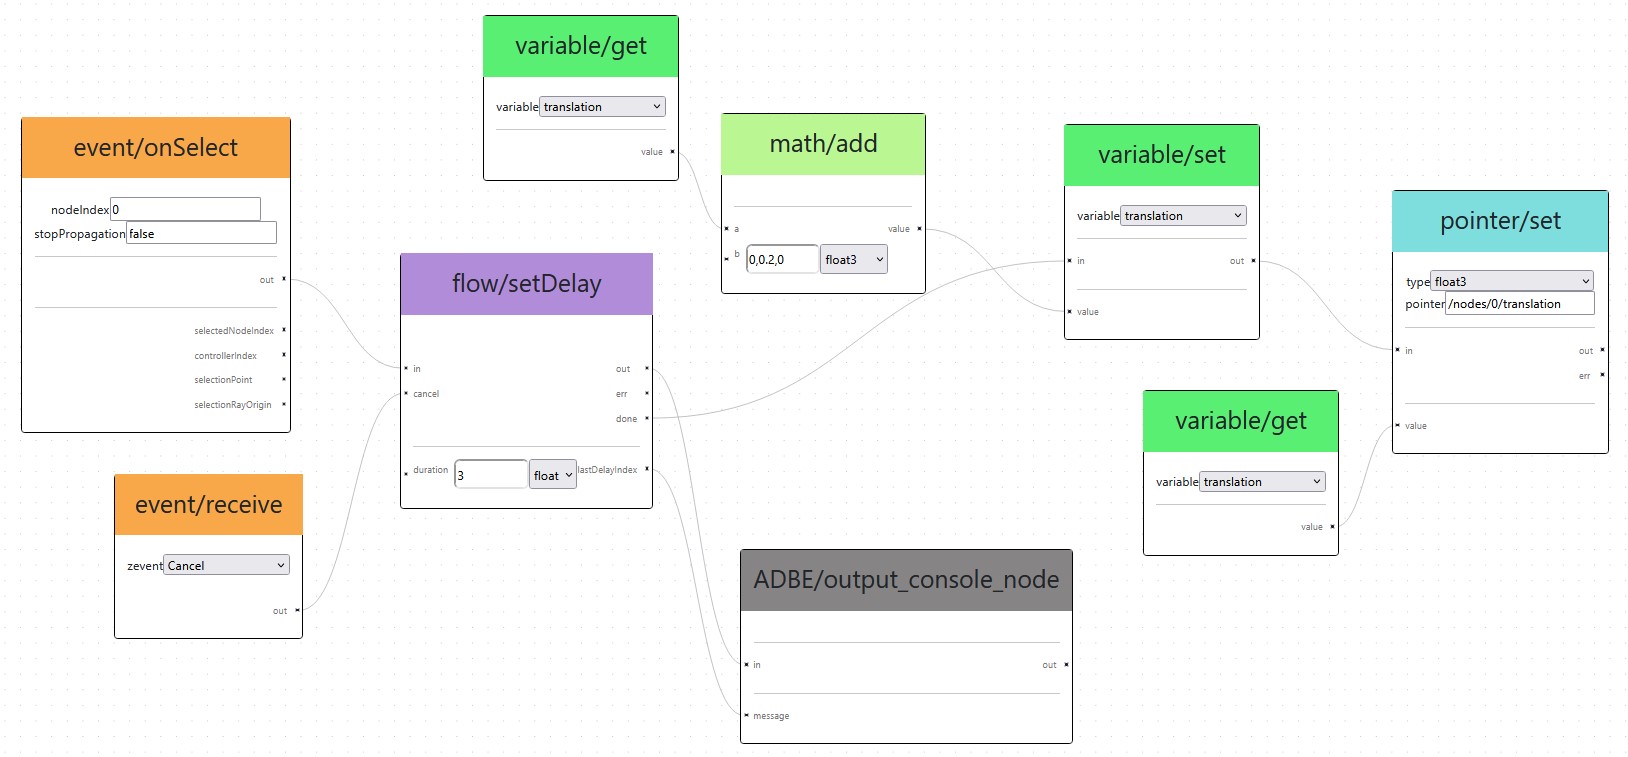 variable/get
variable translation
value
event/onSelect
nodeIndex 0
stopPropagation false
out
selectedNodeIndex
controllerIndex
selectionPoint
selectionRayOrigin
math/add
a value
b 0,0.2,0 float3
variable/set
variable translation
in out
value
pointer/set
type float3
pointer /nodes/0/translation
in out
err
value
flow/setDelay
in out
cancel err
done
duration 3 float lastDelayIndex
variable/get
variable translation
value
event/receive
zevent Cancel
out
ADBE/output_console_node
in out
message